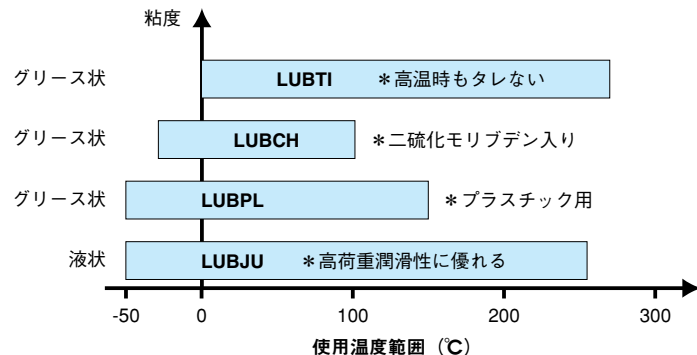 粘度
グリース状 LUBTI ＊高温時もタレない
グリース状 LUBCH ＊二硫化モリブデン入り
グリース状 LUBPL ＊プラスチック用
液状 LUBJU ＊高荷重潤滑性に優れる
-50 0 100 200 300
使用温度範囲（℃）